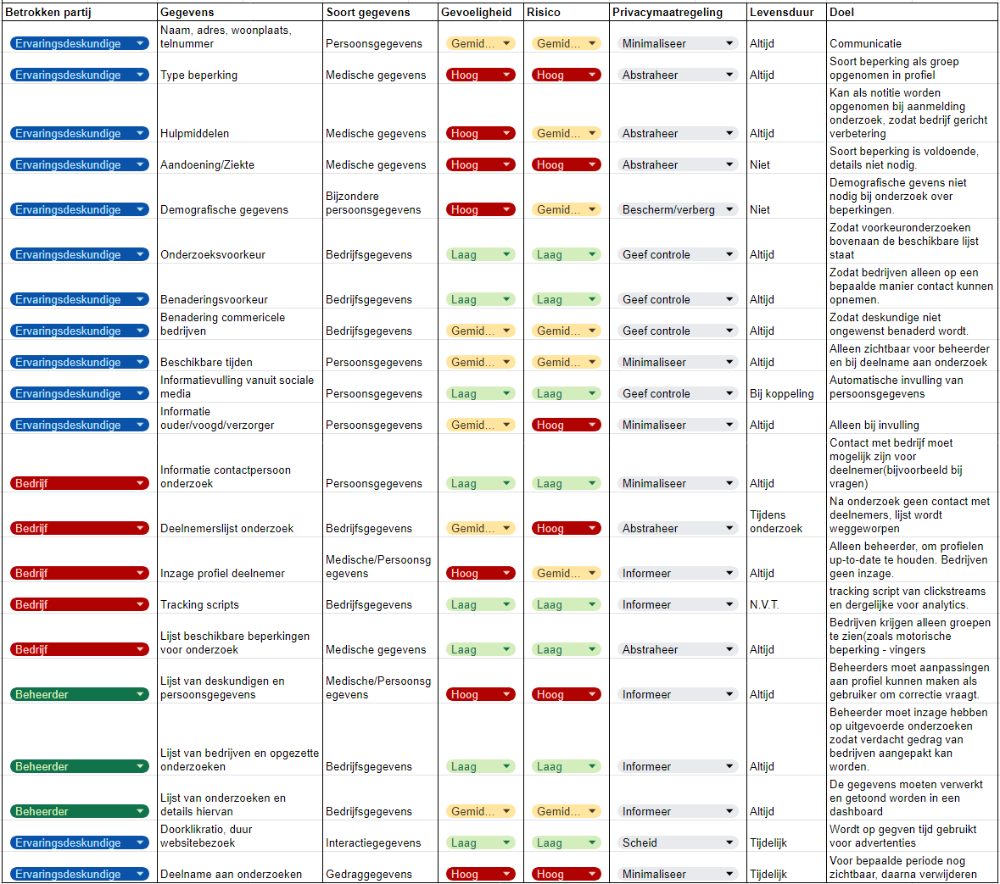 Betrokken partij Gegevens Soort gegevens Gevoeligheid Risico Privacymaatregeling Levensduur Doel
Naam, adres, woonplaats,
Ervaringsdeskundige telnummer Persoonsgegevens Gemid... Gemid... Minimaliseer Altijd Communicatie
Soort beperking als groep
Ervaringsdeskundige Type beperking Medische gegevens Hoog Hoog Abstraheer Altijd opgenomen in profiel
Kan als notitie worden
opgenomen bij aanmelding
onderzoek, zodat bedrijf gericht
Ervaringsdeskundige Hulpmiddelen Medische gegevens Hoog Gemid... Abstraheer Altijd verbetering
Soort beperking is voldoende,
Ervaringsdeskundige Aandoening/Ziekte Medische gegevens Hoog Hoog Abstraheer Niet details niet nodig.
Demografische gevens niet
Bijzondere nodig bij onderzoek over
Ervaringsdeskundige Demografische gegevens persoonsgegevens Hoog Gemid... Bescherm/verberg Niet beperkingen.
Zodat voorkeuronderzoeken
bovenaan de beschikbare lijst
Ervaringsdeskundige Onderzoeksvoorkeur Bedrijfsgegevens Laag Laag Geef controle Altijd staat
Zodat bedrijven alleen op een
bepaalde manier contact kunnen
Ervaringsdeskundige Benaderingsvoorkeur Bedrijfsgegevens Laag Laag Geef controle Altijd opnemen.
Benadering commericele Zodat deskundige niet
Ervaringsdeskundige bedrijven Bedrijfsgegevens Gemid... Gemid... Geef controle Altijd ongewenst benaderd wordt.
Alleen zichtbaar voor beheerder
Ervaringsdeskundige Beschikbare tijden Persoonsgegevens Gemid... Gemid... Minimaliseer Altijd en bij deelname aan onderzoek
Informatievulling vanuit sociale Automatische invulling van
Ervaringsdeskundige media Persoonsgegevens Laag Laag Geef controle Bij koppeling persoonsgegevens
Informatie
Ervaringsdeskundige ouder/voogd/verzorger Persoonsgegevens Gemid... Hoog Minimaliseer Altijd Alleen bij invulling
Contact met bedrijf moet
mogelijk zijn voor
Informatie contactpersoon deelnemer(bijvoorbeeld bij
Bedrijf onderzoek Persoonsgegevens Laag Laag Minimaliseer Altijd vragen)
Na onderzoek geen contact met
Tijdens deelnemers, lijst wordt
Bedrijf Deelnemerslijst onderzoek Bedrijfsgegevens Gemid... Hoog Abstraheer onderzoek weggeworpen
Alleen beheerder, om profielen
Medische/Persoonsg up-to-date te houden. Bedrijven
Bedrijf Inzage profiel deelnemer egevens Hoog Gemid... Informeer Altijd geen inzage.
tracking script van clickstreams
Bedrijf Tracking scripts Bedrijfsgegevens Laag Laag Informeer N.V.T. en dergelijke voor analytics.
Bedrijven krijgen alleen groepen
Lijst beschikbare beperkingen te zien(zoals motorische
Bedrijf voor onderzoek Medische gegevens Laag Laag Abstraheer Altijd beperking - vingers
Beheerders moet aanpassingen
Lijst van deskundigen en Medische/Persoonsg aan profiel kunnen maken als
Beheerder persoonsgegevens egevens Hoog Hoog Informeer Altijd gebruiker om correctie vraagt.
Beheerder moet inzage hebben
op uitgevoerde onderzoeken
zodat verdacht gedrag van
Lijst van bedrijven en opgezette bedrijven aangepakt kan
Beheerder onderzoeken Bedrijfsgegevens Laag Laag Informeer Altijd worden.
De gegevens moeten verwerkt
Lijst van onderzoeken en en getoond worden in een
Beheerder details hiervan Bedrijfsgegevens Gemid... Gemid... Informeer Altijd dashboard
Doorklikratio, duur Wordt op gegven tijd gebruikt
Ervaringsdeskundige websitebezoek Interactiegegevens Laag Laag Scheid Tijdelijk voor advertenties
Voor bepaalde periode nog
Ervaringsdeskundige Deelname aan onderzoeken Gedraggegevens Hoog Hoog Minimaliseer Tijdelijk zichtbaar, daarna verwijderen